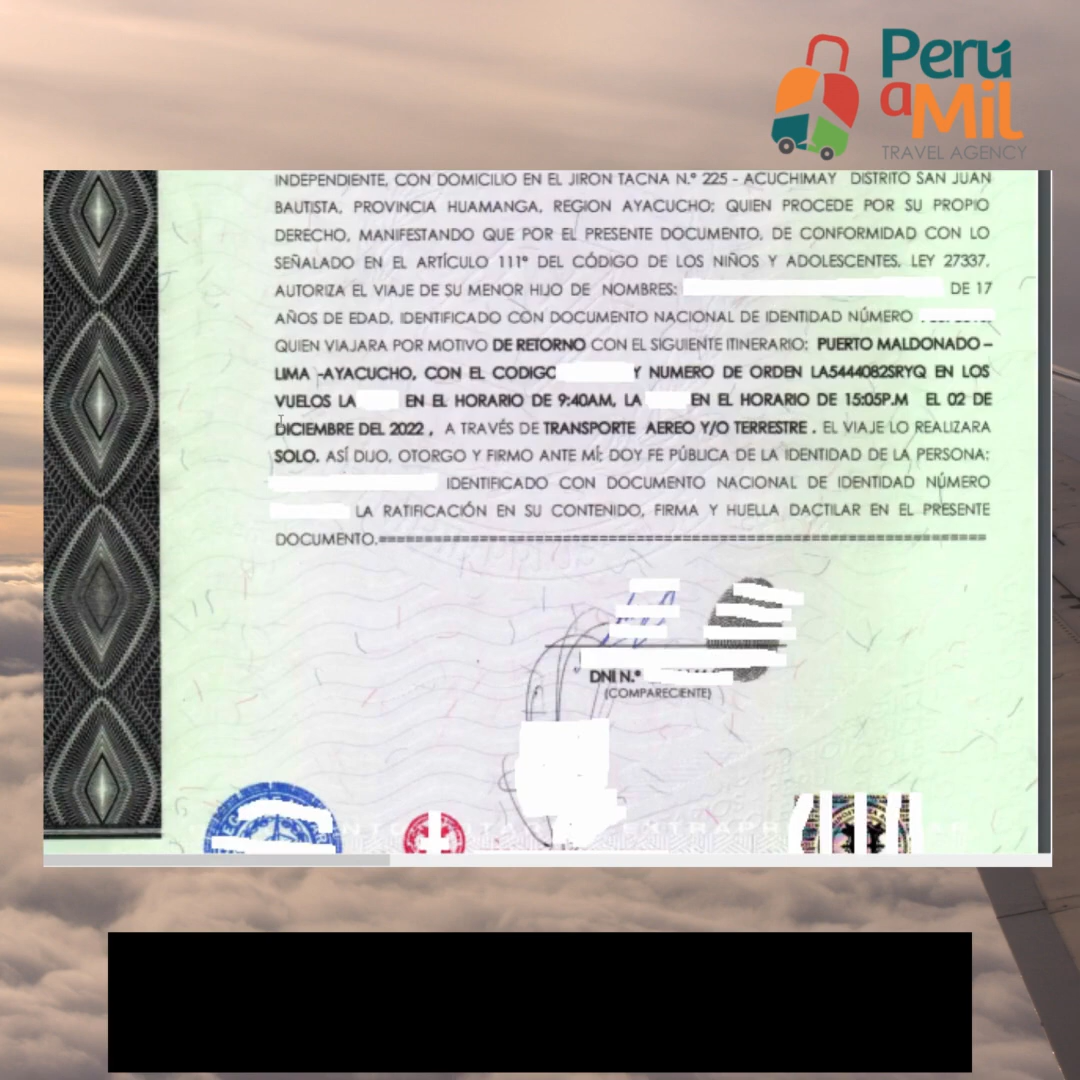 Perú
aMil
TRAVEL AGENCY
INDEPENDIENTE, CON DOMICILIO EN EL JIRON TACNA N.º 225 - ACUCHIMAY DISTRITO SAN JUAN
BAUTISTA, PROVINCIA HUAMANGA, REGION AYACUCHO; QUIEN PROCEDE POR SU PROPIO
DERECHO, MANIFESTANDO QUE POR EL PRESENTE DOCUMENTO, DE CONFORMIDAD CON LO
SEÑALADO EN EL ARTÍCULO 111º DEL CÓDIGO DE LOS NIÑOS Y ADOLESCENTES, LEY 27337,
AUTORIZA EL VIAJE DE SU MENOR HIJO DE NOMBRES: DE 17
AÑOS DE EDAD, IDENTIFICADO CON DOCUMENTO NACIONAL DE IDENTIDAD NÚMERO
QUIEN VIAJARA POR MOTIVO DE RETORNO CON EL SIGUIENTE ITINERARIO: PUERTO MALDONADO –
LIMA -AYACUCHO, CON EL CODIGO Y NUMERO DE ORDEN LA5444082SRYQ EN LOS
VUELOS LA EN EL HORARIO DE 9:40AM, LA EN EL HORARIO DE 15:05P.M EL 02 DE
DICIEMBRE DEL 2022 , A TRAVÉS DE TRANSPORTE AEREO Y/O TERRESTRE . EL VIAJE LO REALIZARA
SOLO. ASÍ DIJO, OTORGO Y FIRMO ANTE MÍ; DOY FE PÚBLICA DE LA IDENTIDAD DE LA PERSONA:
IDENTIFICADO CON DOCUMENTO NACIONAL DE IDENTIDAD NÚMERO
LA RATIFICACIÓN EN SU CONTENIDO, FIRMA Y HUELLA DACTILAR EN EL PRESENTE
DOCUMENTO.=====================================================
DNI N.º
(COMPARECIENTE)